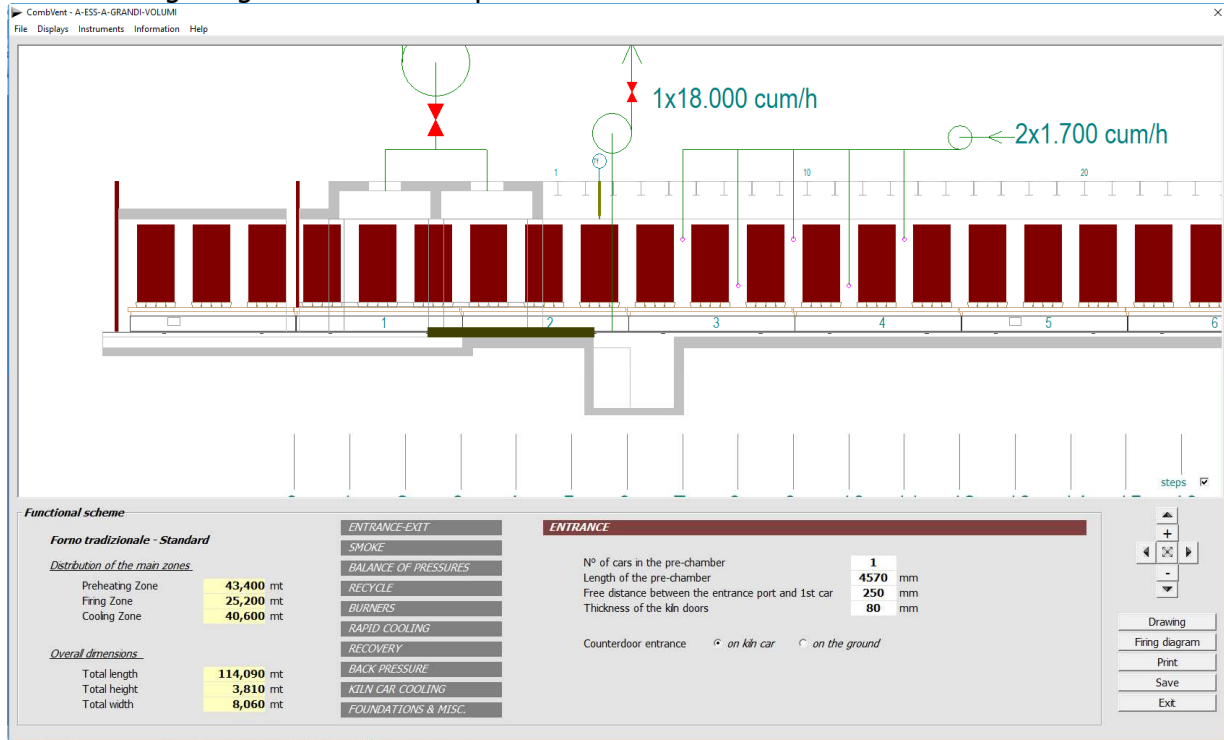 CombVent - A-ESS-A-GRANDI-VOLUMI
File Displays Instruments Information Help
1x18.000 cum/h
2x1.700 cum/h
1 10 20
1 2 3 4 5 6
steps
Functional scheme
Forno tradizionale - Standard
Distribution of the main zones
Preheating Zone 43,400 mt
Firing Zone 25,200 mt
Cooling Zone 40,600 mt
Overall dimensions
Total length 114,090 mt
Total height 3,810 mt
Total width 8,060 mt
ENTRANCE-EXIT
SMOKE
BALANCE OF PRESSURES
RECYCLE
BURNERS
RAPID COOLING
RECOVERY
BACK PRESSURE
KILN CAR COOLING
FOUNDATIONS & MISC.
ENTRANCE
N° of cars in the pre-chamber 1
Length of the pre-chamber 4570 mm
Free distance between the entrance port and 1st car 250 mm
Thickness of the kiln doors 80 mm
Counterdoor entrance on kiln car on the ground
+
-
Drawing
Firing diagram
Print
Save
Exit